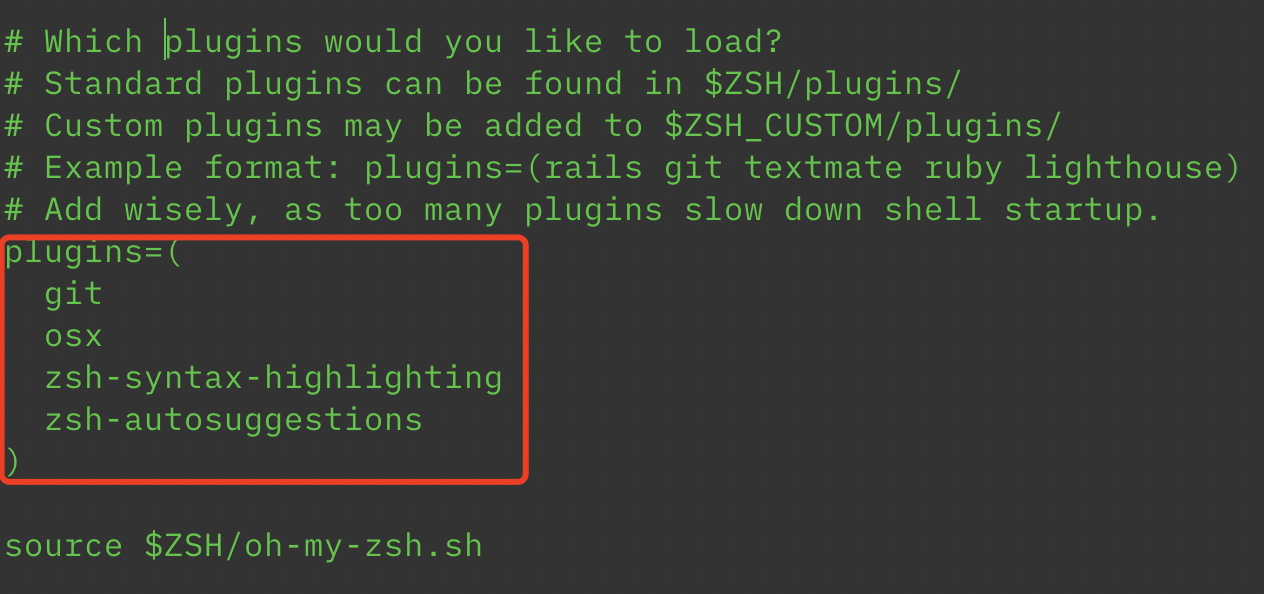 # Which plugins would you like to load?
# Standard plugins can be found in $ZSH/plugins/
# Custom plugins may be added to $ZSH_CUSTOM/plugins/
# Example format: plugins=(rails git textmate ruby lighthouse)
# Add wisely, as too many plugins slow down shell startup.
plugins=(
  git
  osx
  zsh-syntax-highlighting
  zsh-autosuggestions
)
source $ZSH/oh-my-zsh.sh